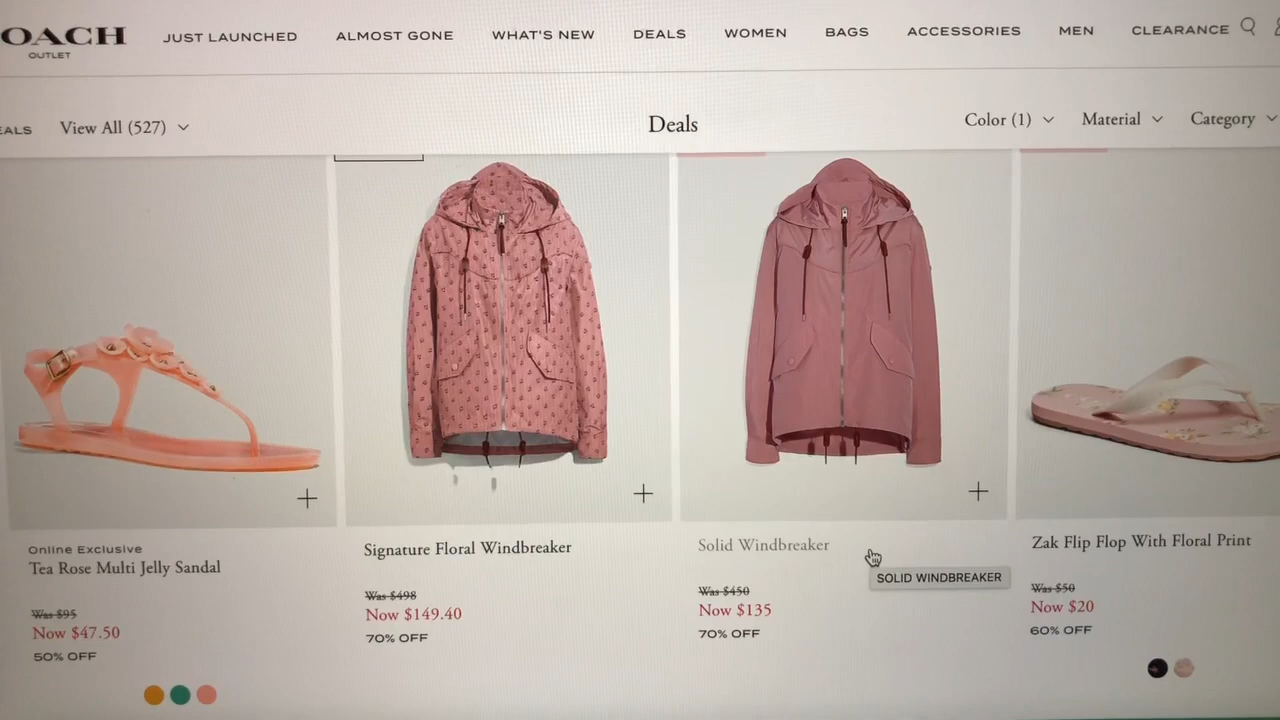 OACH
OUTLET
JUST LAUNCHED
ALMOST GONE
WHAT'S NEW
DEALS
WOMEN
BAGS
ACCESSORIES
MEN
CLEARANCE
EALS
View All (527)
Deals
Color (1)
Material
Category
Online Exclusive
Tea Rose Multi Jelly Sandal
Was $95
Now $47.50
50% OFF
Signature Floral Windbreaker
Was $498
Now $149.40
70% OFF
Solid Windbreaker
SOLID WINDBREAKER
Was $450
Now $135
70% OFF
Zak Flip Flop With Floral Print
Was $50
Now $20
60% OFF